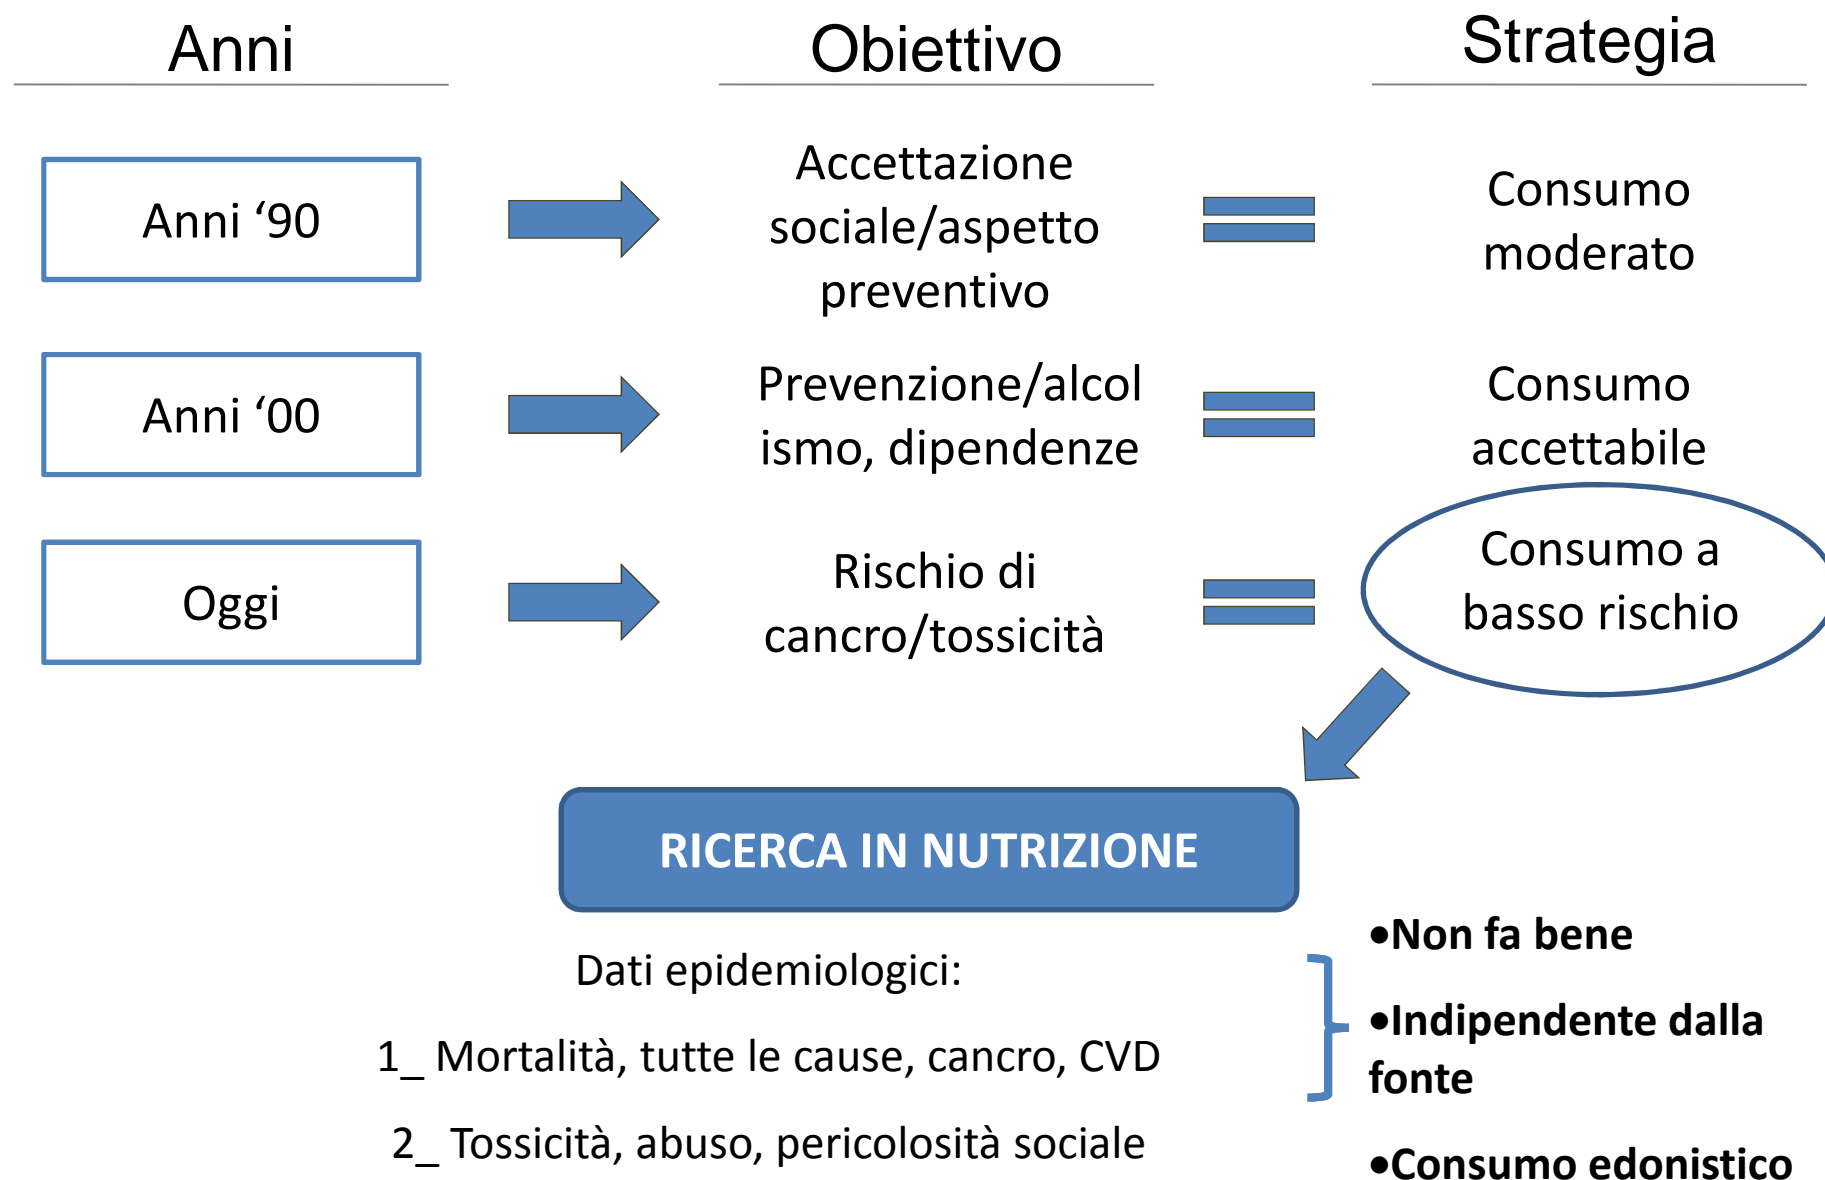 Anni
Obiettivo
Strategia
Anni ‘90
Accettazione
sociale/aspetto
preventivo
Consumo
moderato
Anni ‘00
Prevenzione/alcol
ismo, dipendenze
Consumo
accettabile
Oggi
Rischio di
cancro/tossicità
Consumo a
basso rischio
RICERCA IN NUTRIZIONE
Dati epidemiologici:
1_ Mortalità, tutte le cause, cancro, CVD
2_ Tossicità, abuso, pericolosità sociale
•Non fa bene
•Indipendente dalla
fonte
•Consumo edonistico